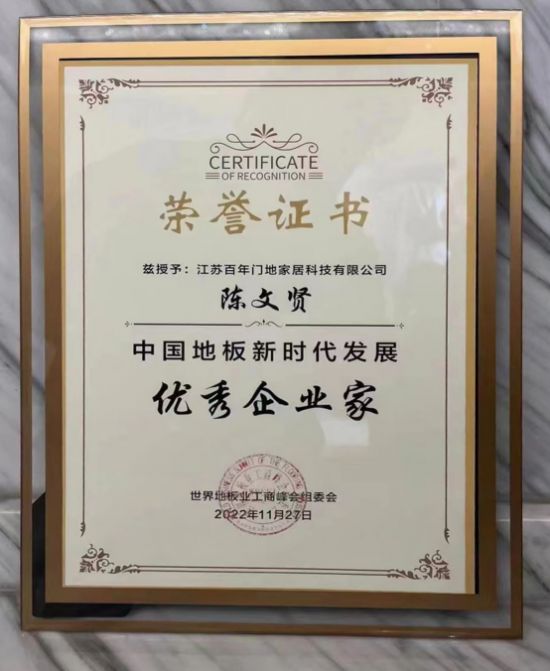 CERTIFICATE
OF RECOGNITION
荣誉证书
兹授予：江苏百年门地家居科技有限公司
陈文贤
中国地板新时代发展
优秀企业家
世界地板业工商峰会组委会
2022年11月27日